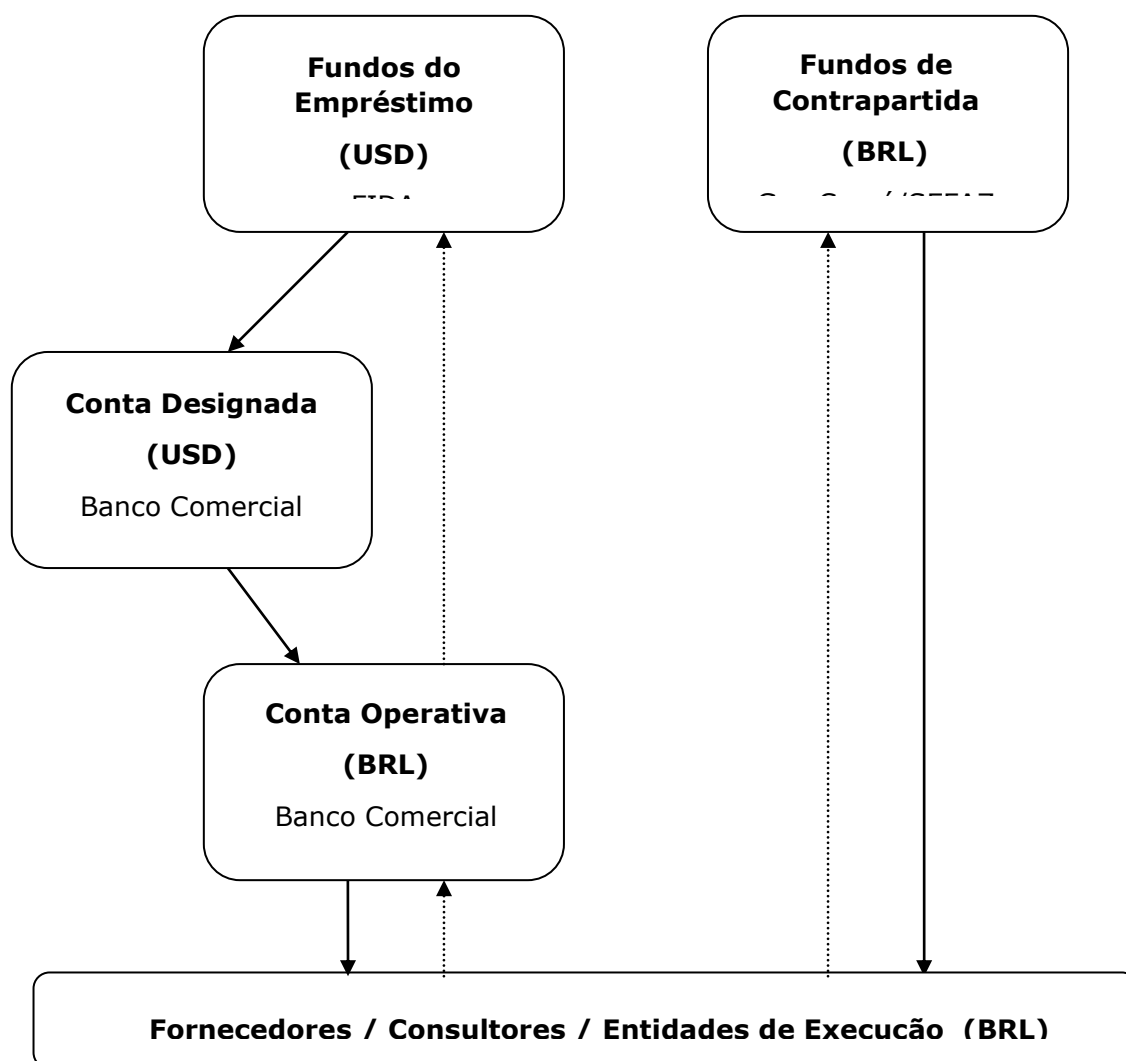 Fundos do
Empréstimo
(USD)
Fundos de
Contrapartida
(BRL)
Conta Designada
(USD)
Banco Comercial
Conta Operativa
(BRL)
Banco Comercial
Fornecedores / Consultores / Entidades de Execução (BRL)